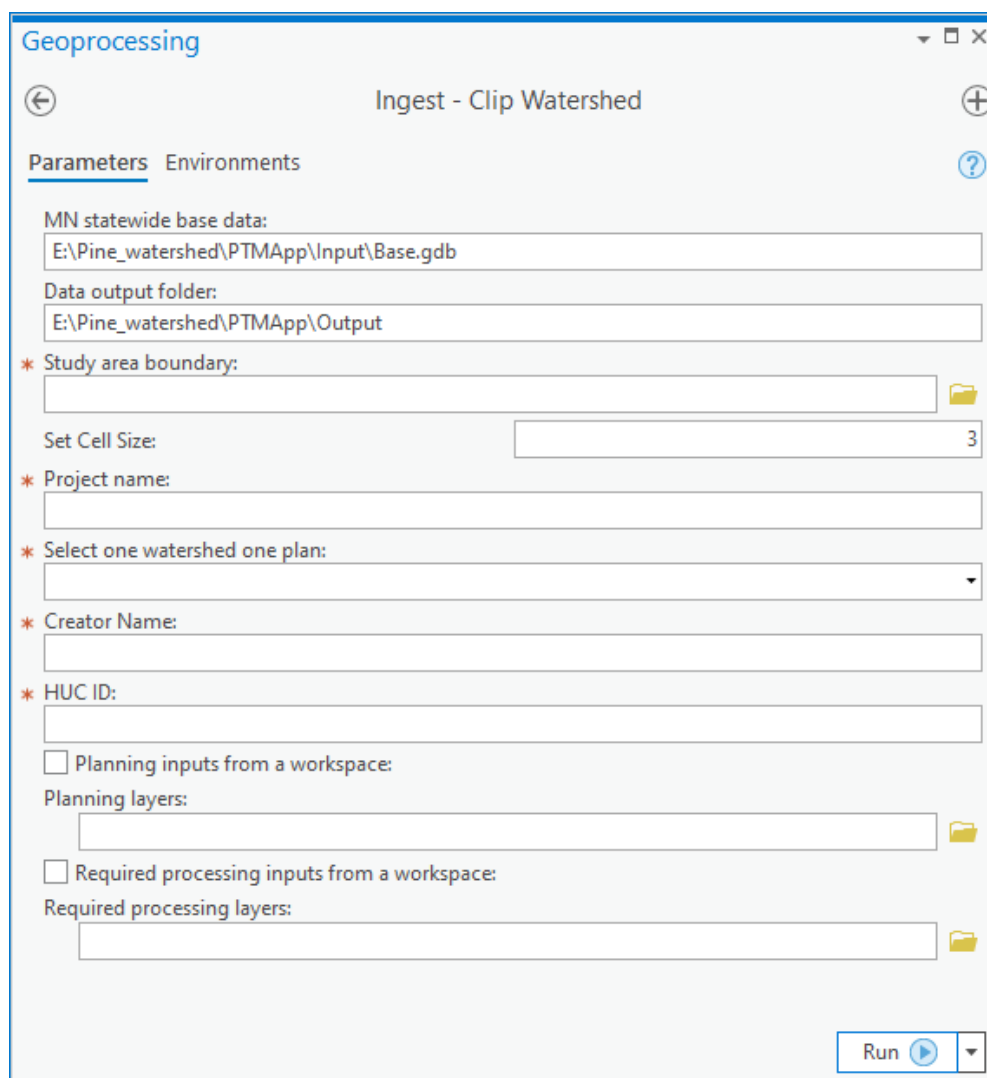 Geoprocessing
Ingest - Clip Watershed
Parameters Environments
MN statewide base data:
E:\Pine_watershed\PTMApp\Input\Base.gdb
Data output folder:
E:\Pine_watershed\PTMApp\Output
* Study area boundary:
Set Cell Size: 3
* Project name:
* Select one watershed one plan:
* Creator Name:
* HUC ID:
Planning inputs from a workspace:
Planning layers:
Required processing inputs from a workspace:
Required processing layers:
Run